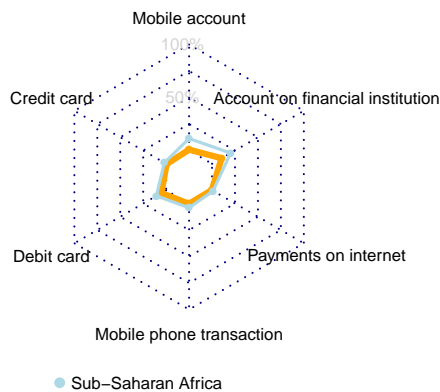 Mobile account
100%
Credit card
50%
Account on financial institution
Debit card
Payments on internet
Mobile phone transaction
Sub−Saharan Africa